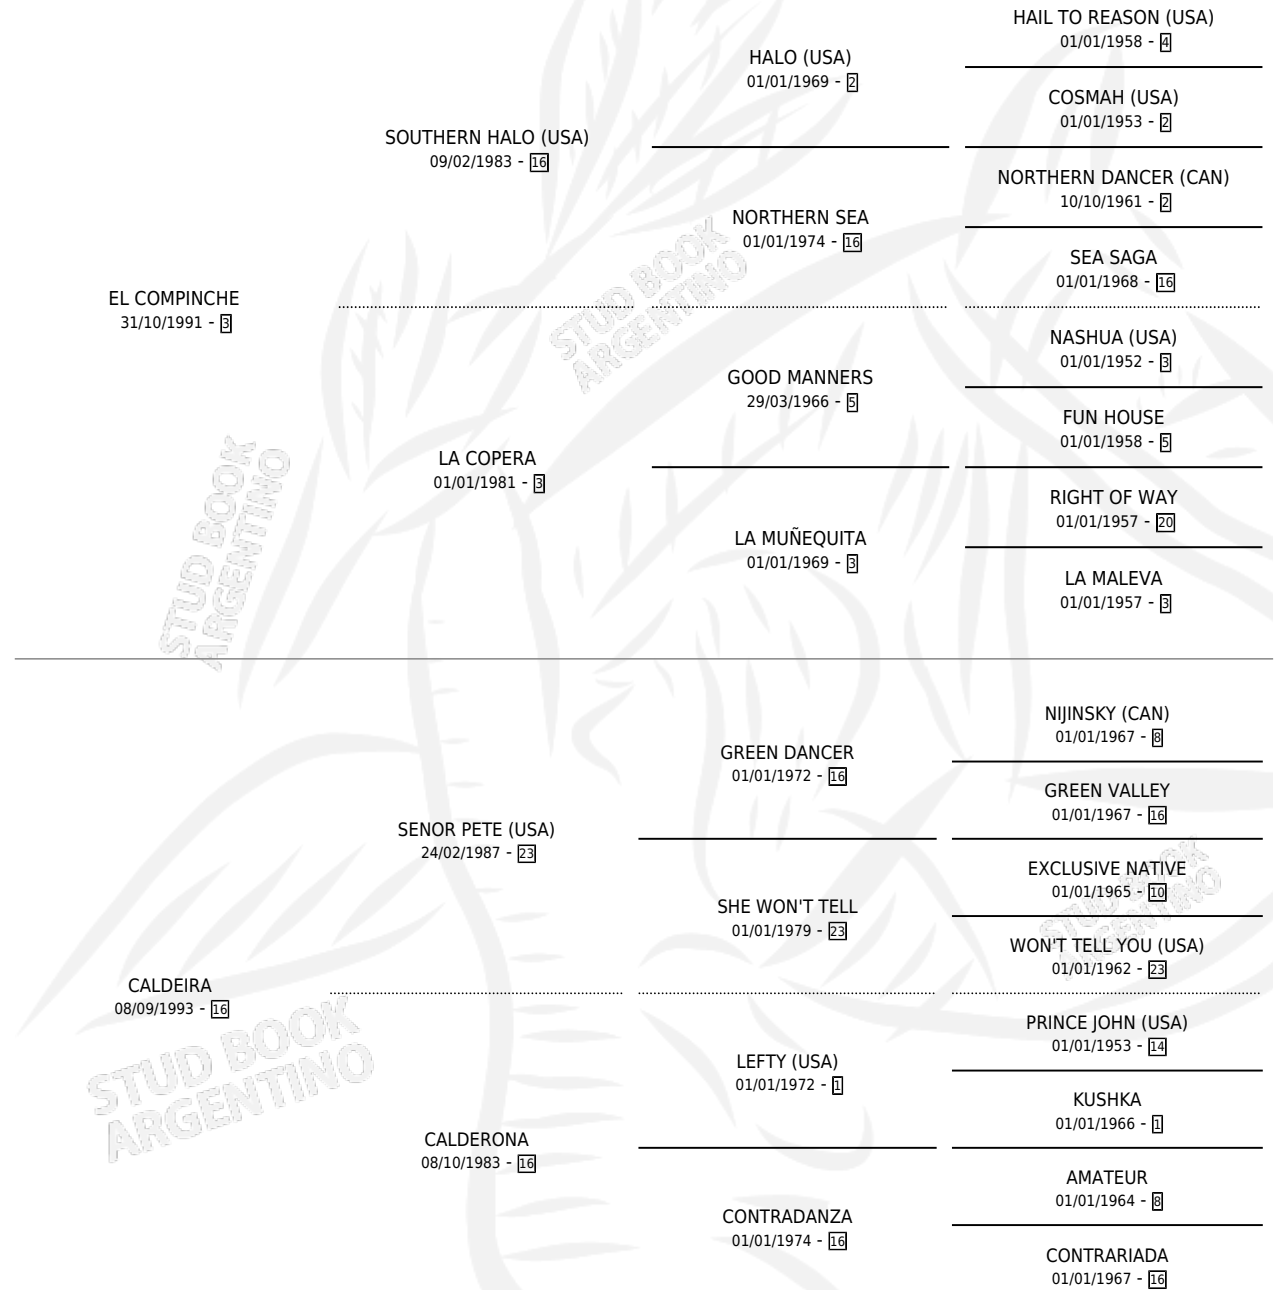 HAIL TO REASON (USA)
01/01/1958 - 4
HALO (USA)
01/01/1969 - 2
COSMAH (USA)
01/01/1953 - 2
SOUTHERN HALO (USA)
09/02/1983 - 16
NORTHERN DANCER (CAN)
10/10/1961 - 2
NORTHERN SEA
01/01/1974 - 16
SEA SAGA
01/01/1968 - 16
EL COMPINCHE
31/10/1991 - 3
NASHUA (USA)
01/01/1952 - 3
GOOD MANNERS
29/03/1966 - 5
FUN HOUSE
01/01/1958 - 5
LA COPERA
01/01/1981 - 3
RIGHT OF WAY
01/01/1957 - 20
LA MUÑEQUITA
01/01/1969 - 3
LA MALEVA
01/01/1957 - 3
STUD BOOK
ARGENTINO
STUD BOOK
ARGENTINO
NIJINSKY (CAN)
01/01/1967 - 8
GREEN DANCER
01/01/1972 - 16
GREEN VALLEY
01/01/1967 - 16
SENOR PETE (USA)
24/02/1987 - 23
EXCLUSIVE NATIVE
01/01/1965 - 10
SHE WON'T TELL
01/01/1979 - 23
WON'T TELL YOU (USA)
01/01/1962 - 23
CALDEIRA
08/09/1993 - 16
PRINCE JOHN (USA)
01/01/1953 - 14
LEFTY (USA)
01/01/1972 - 1
KUSHKA
01/01/1966 - 1
CALDERONA
08/10/1983 - 16
AMATEUR
01/01/1964 - 8
CONTRADANZA
01/01/1974 - 16
CONTRARIADA
01/01/1967 - 16
STUD BOOK
ARGENTINO
STUD BOOK
ARGENTINO